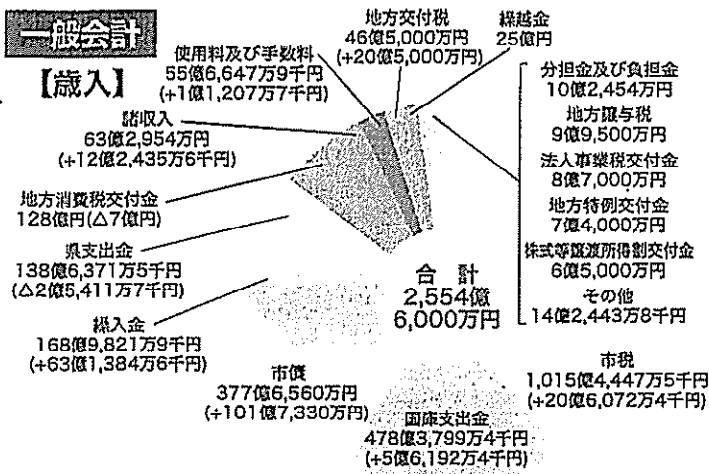 一般会計
【歳入】
地方交付税
46億5,000万円
(+20億5,000万円)
繰越金
25億円
使用料及び手数料
55億6,647万9千円
(+1億1,207万7千円)
諸収入
63億2,954万円
(+12億2,435万6千円)
地方消費税交付金
128億円(△7億円)
県支出金
138億6,371万5千円
(△2億5,411万7千円)
繰入金
168億9,821万9千円
(+63億1,384万6千円)
市債
377億6,560万円
(+101億7,330万円)
国庫支出金
478億3,799万4千円
(+5億6,192万4千円)
市税
1,015億4,447万5千円
(+20億6,072万4千円)
合計
2,554億
6,000万円
分担金及び負担金
10億2,454万円
地方譲与税
9億9,500万円
法人事業税交付金
8億7,000万円
地方特例交付金
7億4,000万円
株式等譲渡所得割交付金
6億5,000万円
その他
14億2,443万8千円